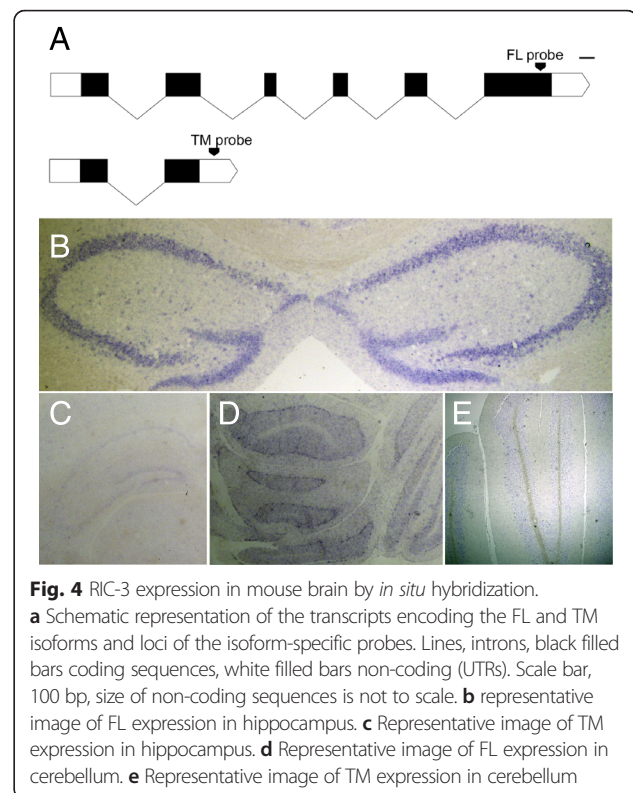 A
FL probe
TM probe
B
C
D
E
Fig. 4 RIC-3 expression in mouse brain by in situ hybridization.
a Schematic representation of the transcripts encoding the FL and TM
isoforms and loci of the isoform-specific probes. Lines, introns, black filled
bars coding sequences, white filled bars non-coding (UTRs). Scale bar,
100 bp, size of non-coding sequences is not to scale. b representative
image of FL expression in hippocampus. c Representative image of TM
expression in hippocampus. d Representative image of FL expression in
cerebellum. e Representative image of TM expression in cerebellum